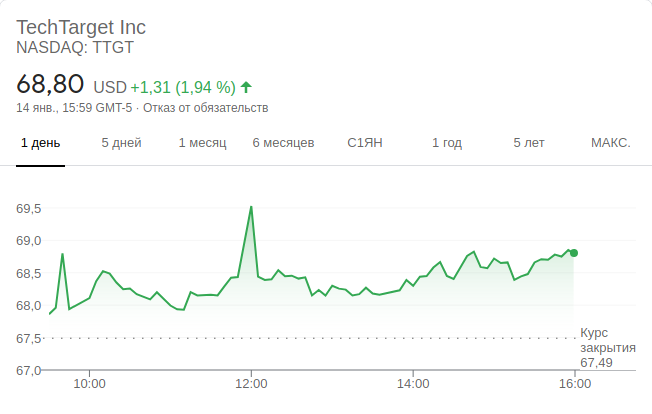 TechTarget Inc
NASDAQ: TTGT
68,80 USD +1,31 (1,94 %)
14 янв., 15:59 GMT-5 · Отказ от обязательств
1 день 5 дней 1 месяц 6 месяцев С1ЯН 1 год 5 лет МАКС.
69,5
69,0
68,5
68,0
67,5
Курс
закрытия
67,49
67,0
10:00 12:00 14:00 16:00